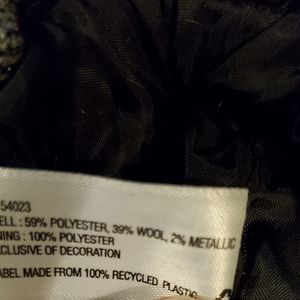 54023
ELL : 59% POLYESTER, 39% WOOL, 2% METALLIC
NING : 100% POLYESTER
XCLUSIVE OF DECORATION
ABEL MADE FROM 100% RECYCLED PLASTIC